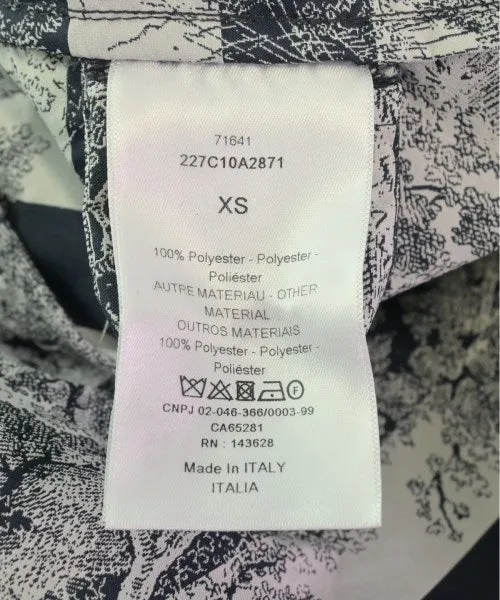 71641
227C10A2871
XS
100% Polyester - Polyester -
Poliéster
AUTRE MATERIAU - OTHER
MATERIAL
OUTROS MATERIAIS
100% Polyester - Polyester -
Poliéster
F
CNPJ 02-046-366/0003-99
CA65281
RN : 143628
Made In ITALY
ITALIA